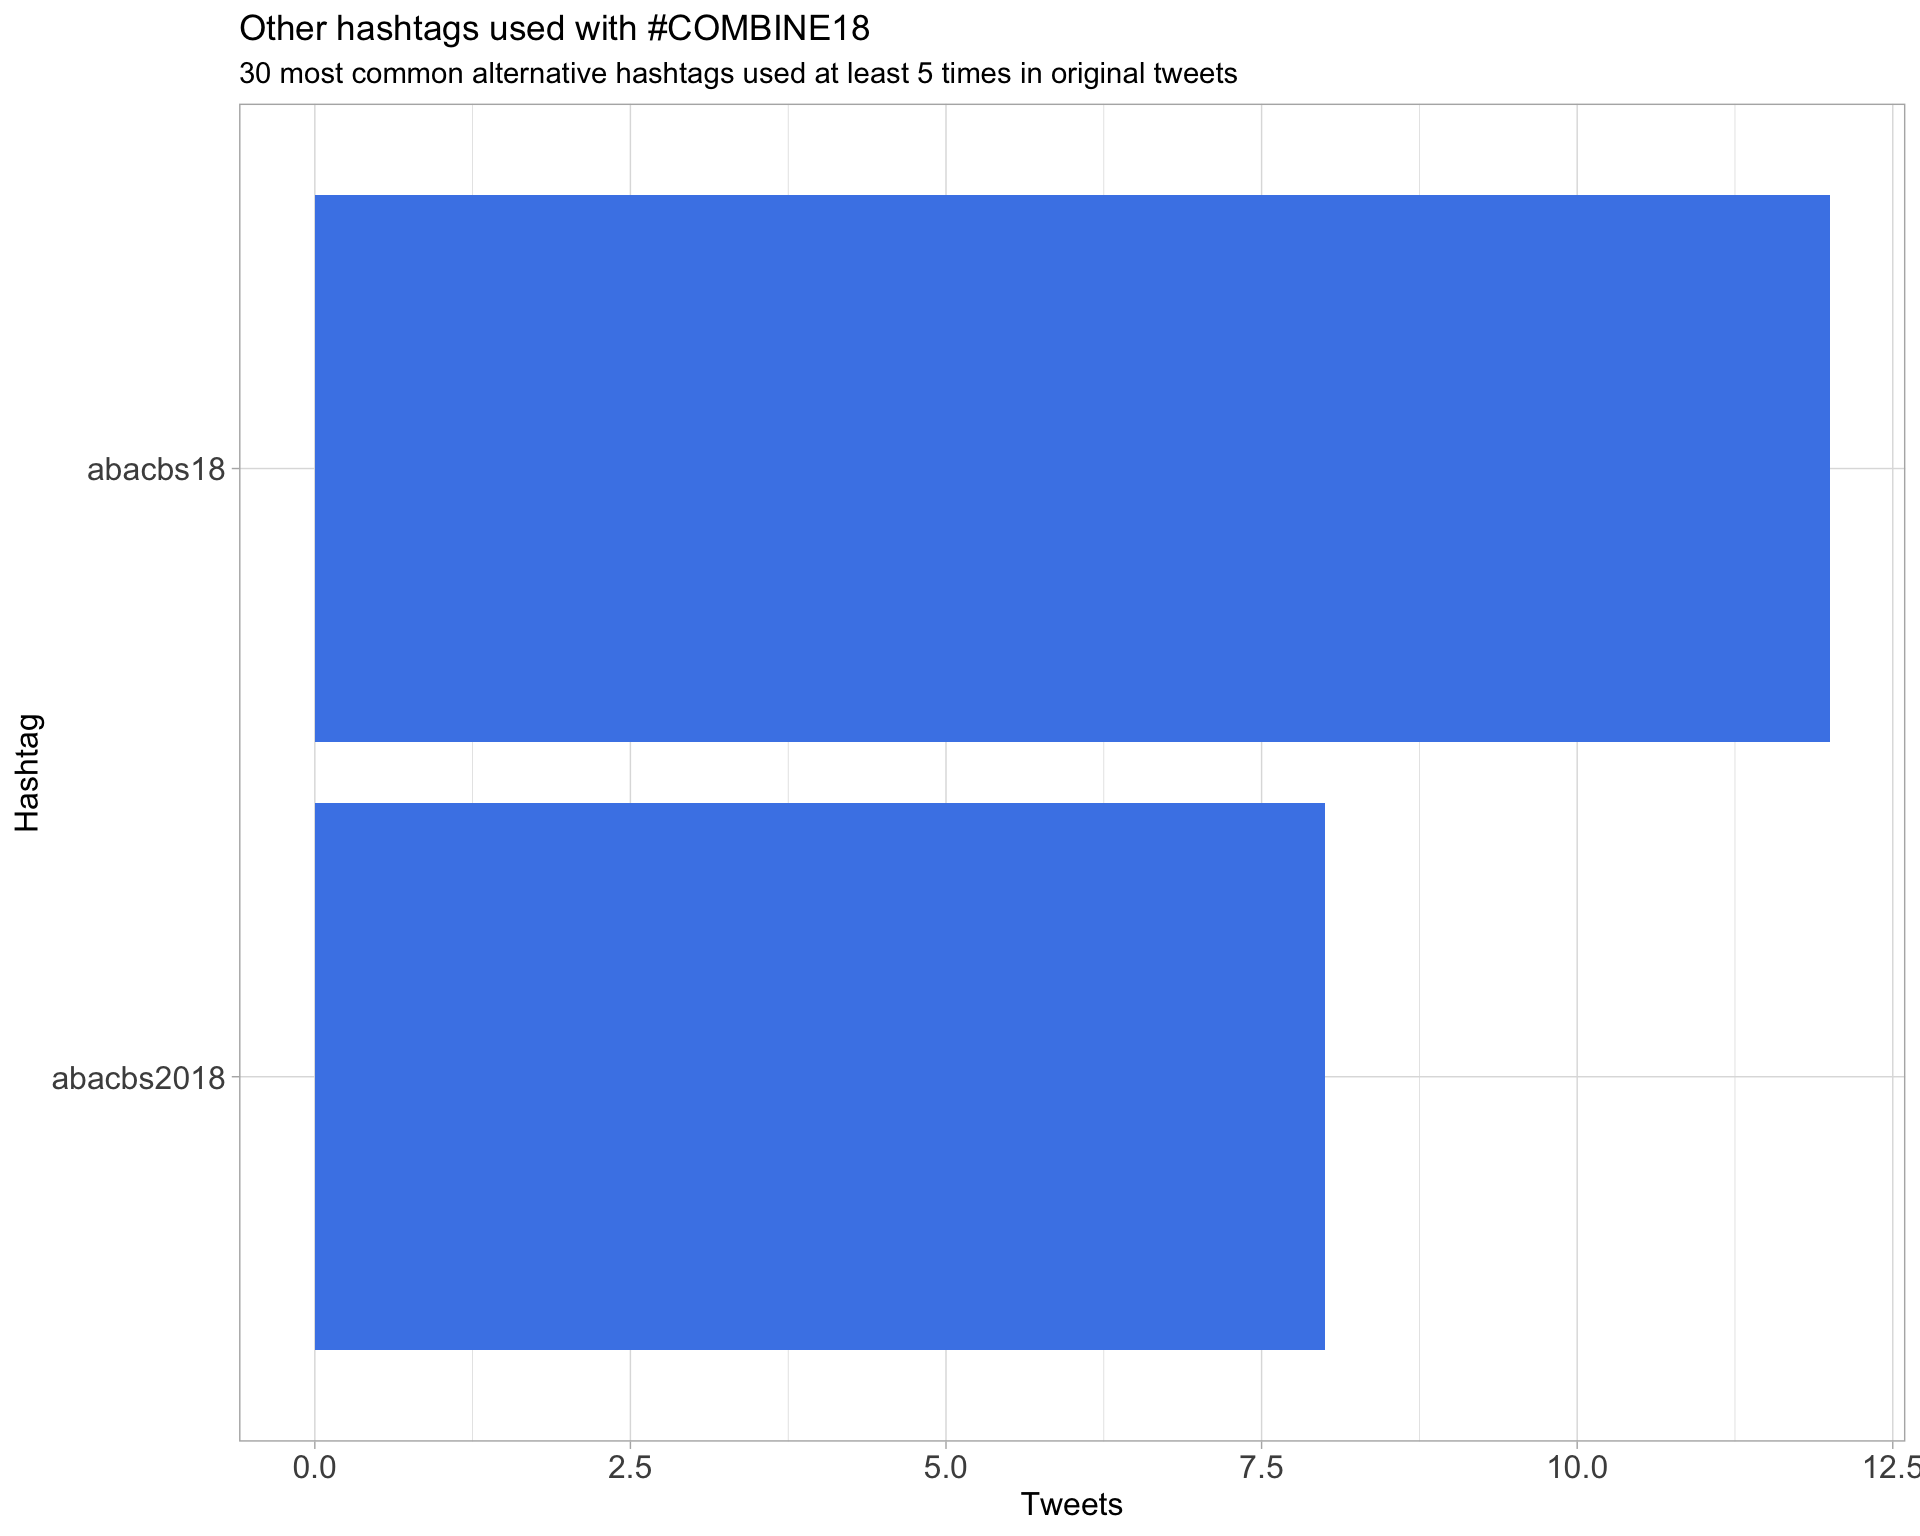 Other hashtags used with #COMBINE18
30 most common alternative hashtags used at least 5 times in original tweets
Hashtag
abacbs18
abacbs2018
0.0 2.5 5.0 7.5 10.0 12.5
Tweets